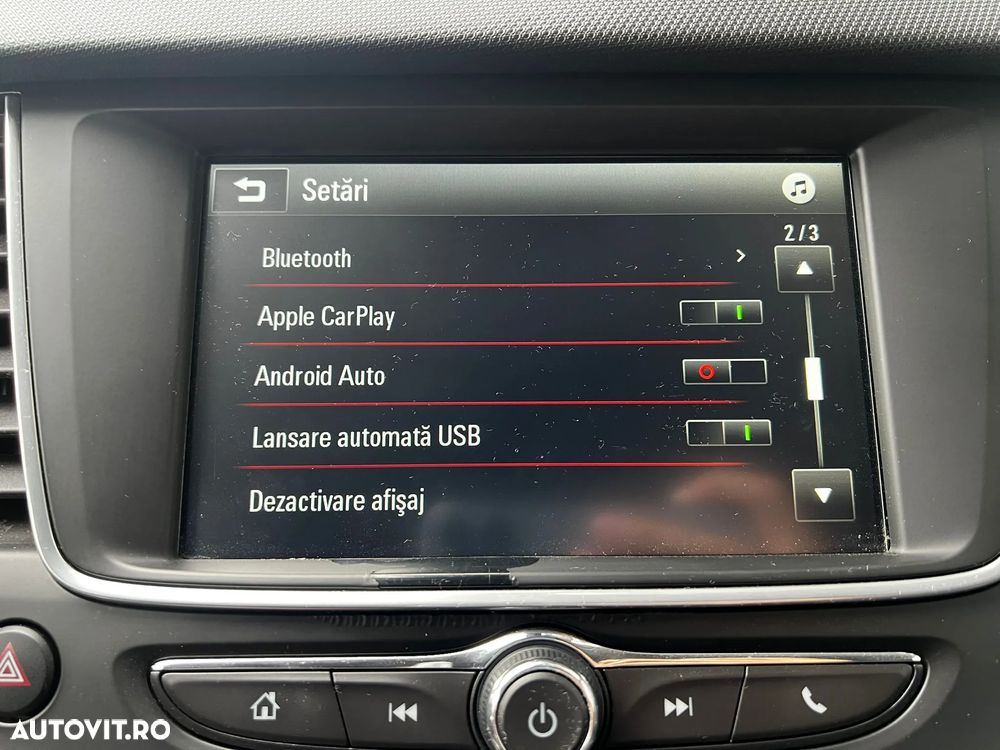 Setări
2/3
Bluetooth
Apple CarPlay
Android Auto
Lansare automată USB
Dezactivare afişaj
AUTOVIT.RO